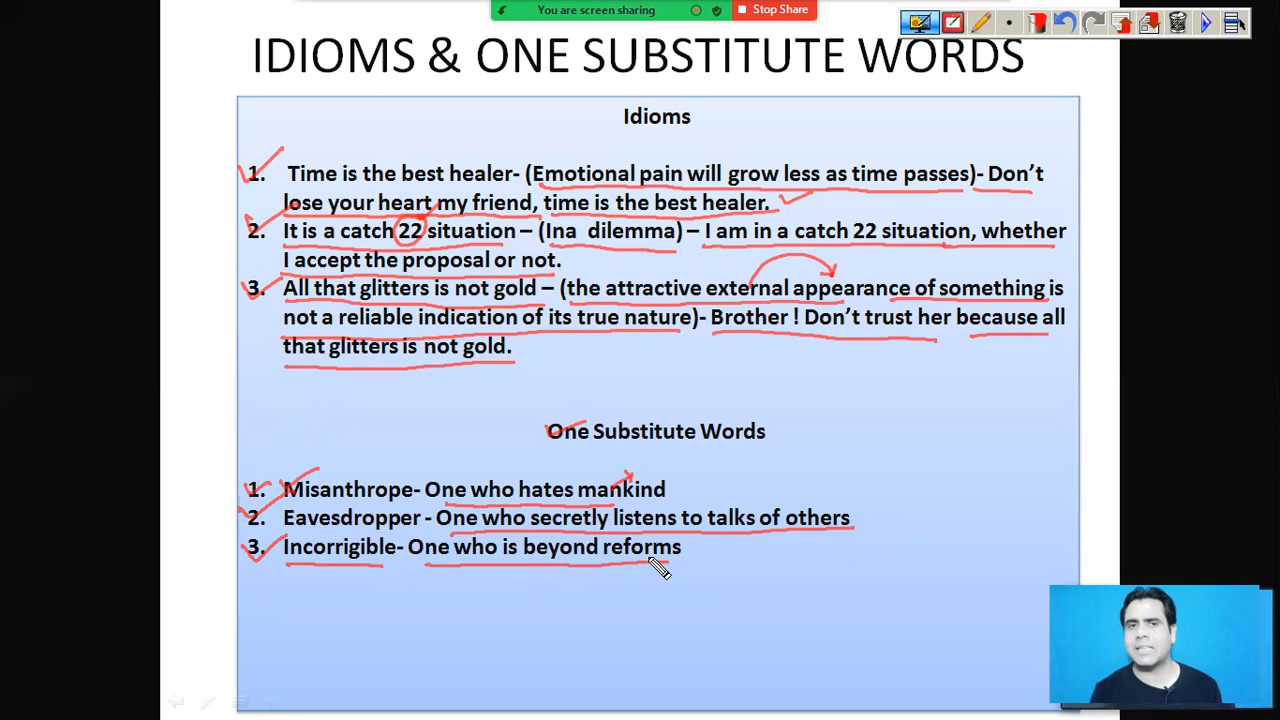 You are screen sharing
Stop Share
IDIOMS & ONE SUBSTITUTE WORDS
Idioms
1. Time is the best healer- (Emotional pain will grow less as time passes)- Don't
lose your heart my friend, time is the best healer.
2. It is a catch 22 situation – (Ina dilemma) – I am in a catch 22 situation, whether
I accept the proposal or not.
3. All that glitters is not gold – (the attractive external appearance of something is
not a reliable indication of its true nature)- Brother ! Don't trust her because all
that glitters is not gold.
One Substitute Words
1. Misanthrope- One who hates mankind
2. Eavesdropper - One who secretly listens to talks of others
3. Incorrigible- One who is beyond reforms